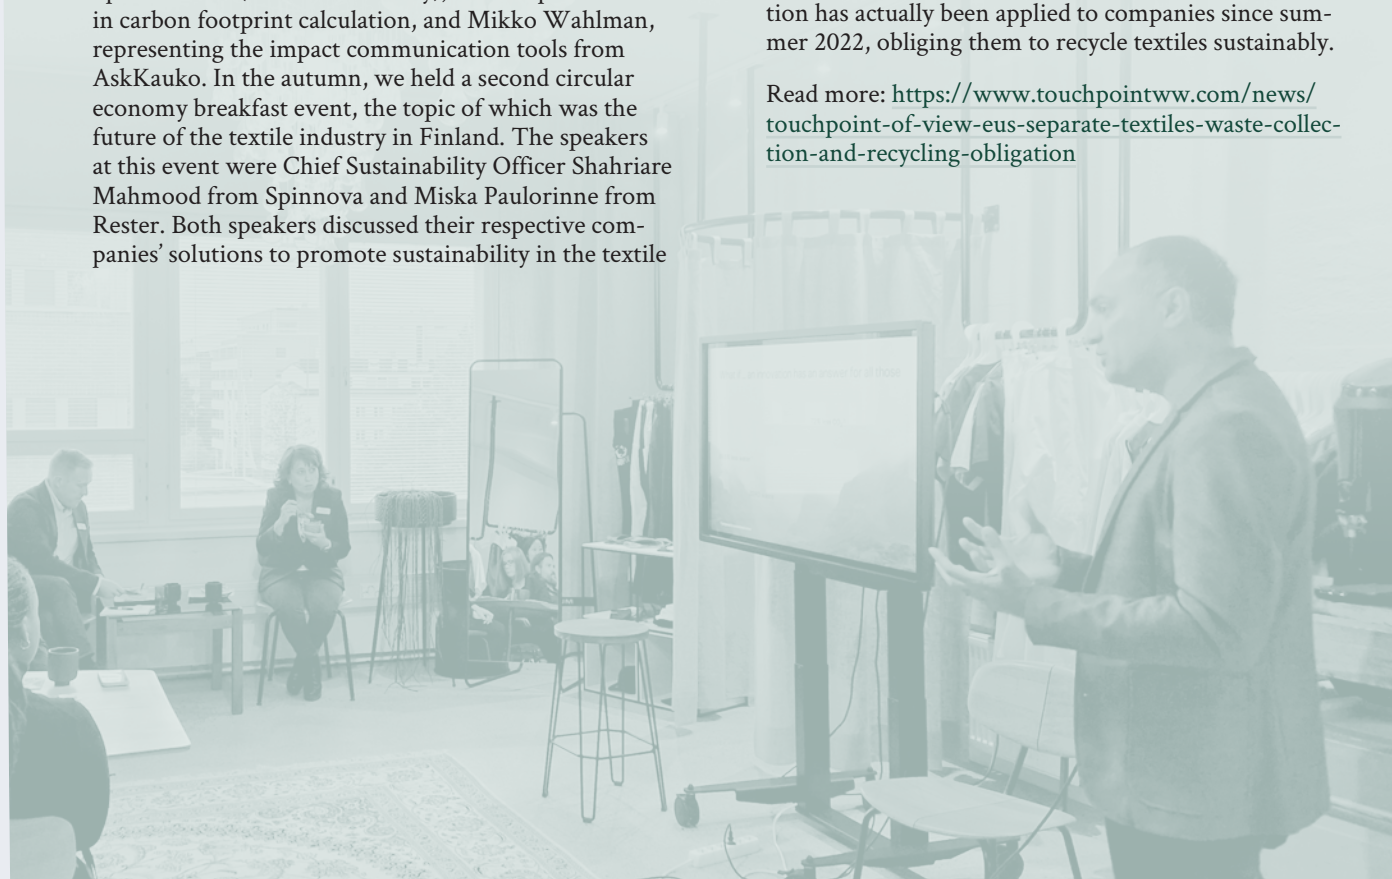 in carbon footprint calculation, and Mikko Wahlman,
representing the impact communication tools from
AskKauko. In the autumn, we held a second circular
economy breakfast event, the topic of which was the
future of the textile industry in Finland. The speakers
at this event were Chief Sustainability Officer Shahriare
Mahmood from Spinnova and Miska Paulorinne from
Rester. Both speakers discussed their respective com-
panies’ solutions to promote sustainability in the textile
tion has actually been applied to companies since sum-
mer 2022, obliging them to recycle textiles sustainably.
Read more: https://www.touchpointww.com/news/
touchpoint-of-view-eus-separate-textiles-waste-collec-
tion-and-recycling-obligation